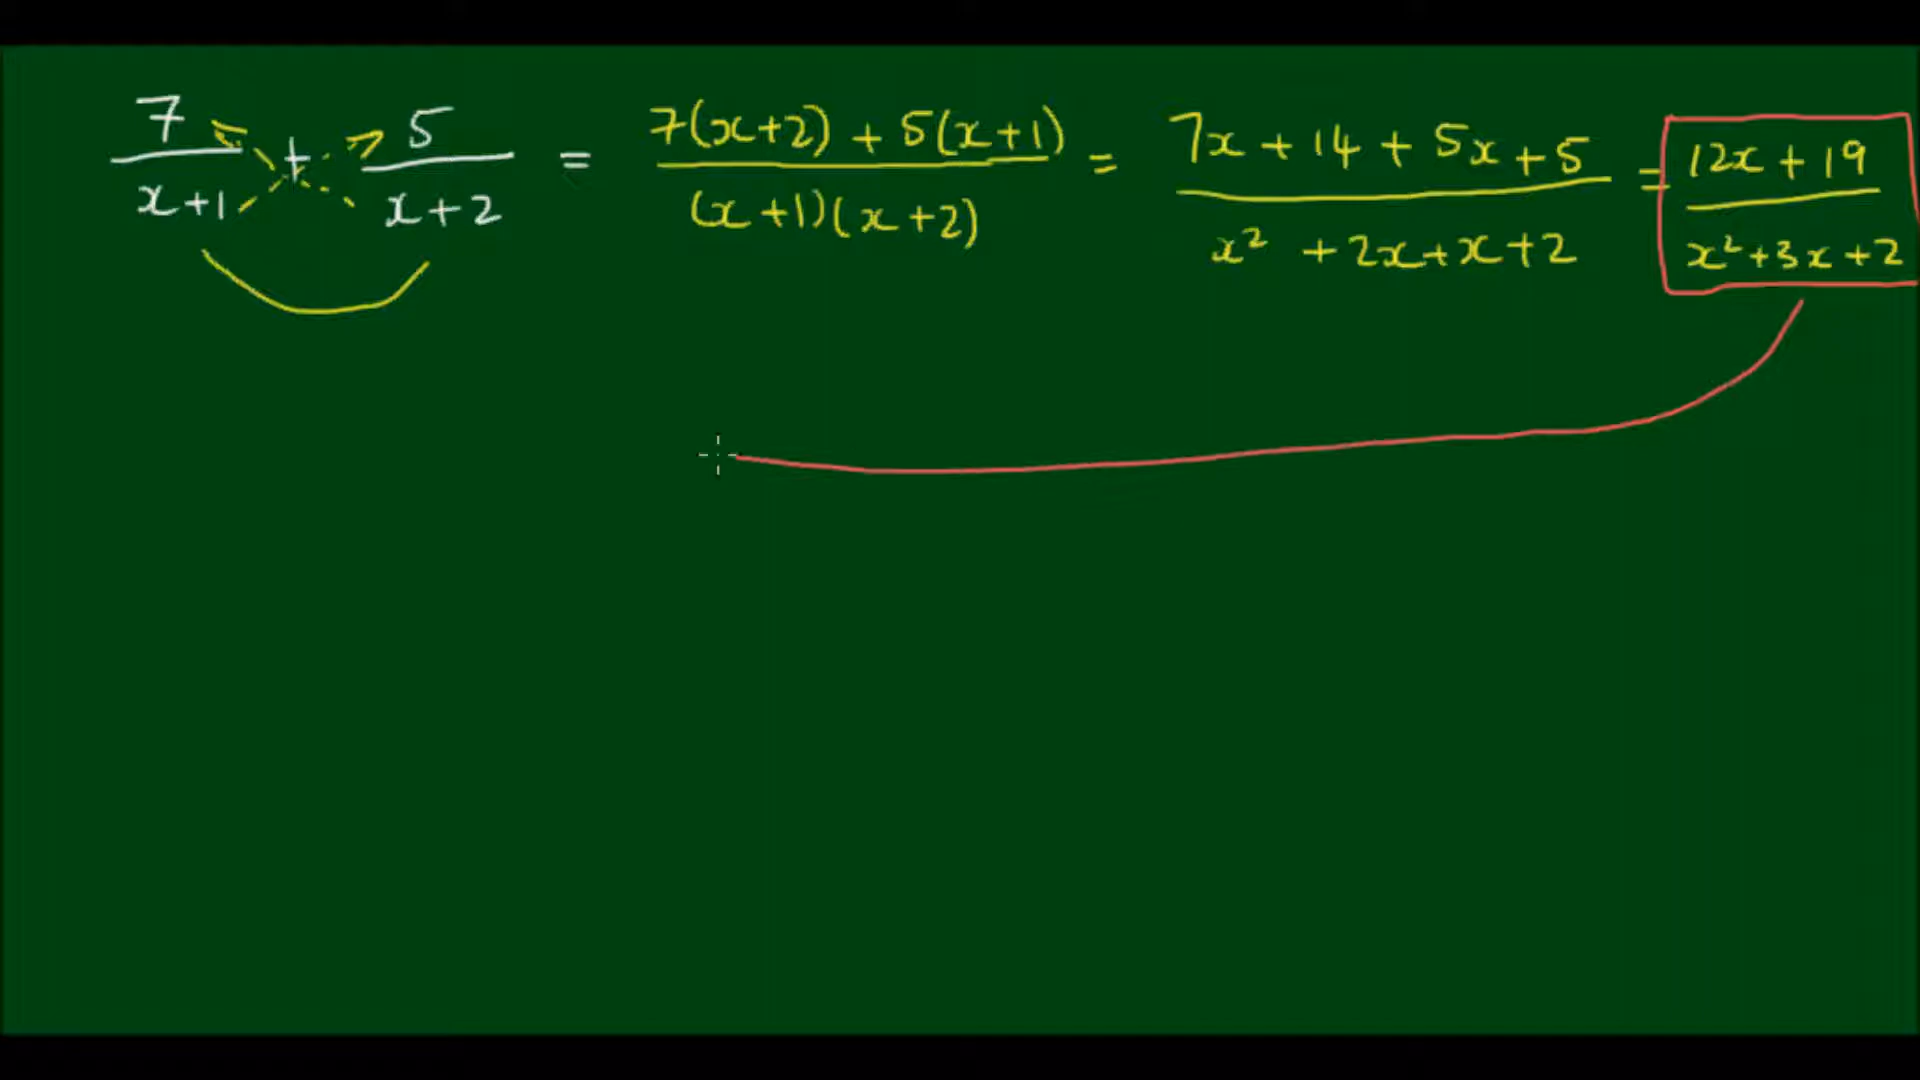 7/(x+1) + 5/(x+2) = (7(x+2) + 5(x+1))/((x+1)(x+2)) = (7x + 14 + 5x + 5)/(x² + 2x + x + 2) = (12x + 19)/(x² + 3x + 2)